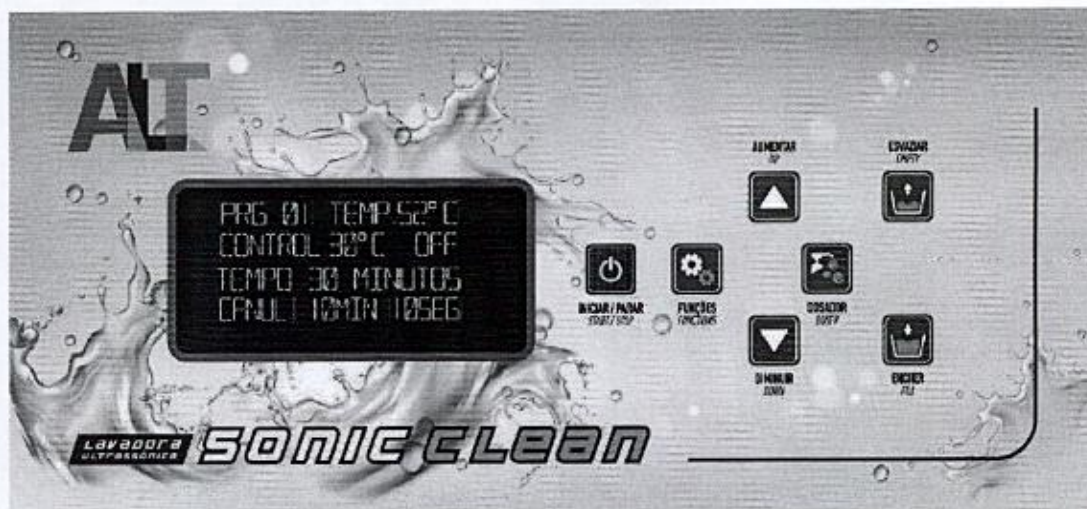 ALT
PRG 01 TEMP 52°C
CONTROL 30°C OFF
TEMPO 30 MINUTOS
CANUL 10MIN 10SEG
INICIAR / PARAR
START / STOP
FUNÇÕES
FUNCTIONS
AUMENTAR
UP
ESVAZIAR
EMPTY
DOSADOR
DIMINUIR
DOWN
ENCHER
FILL
LAVADORA
ULTRASSÔNICA
SONIC CLEAN